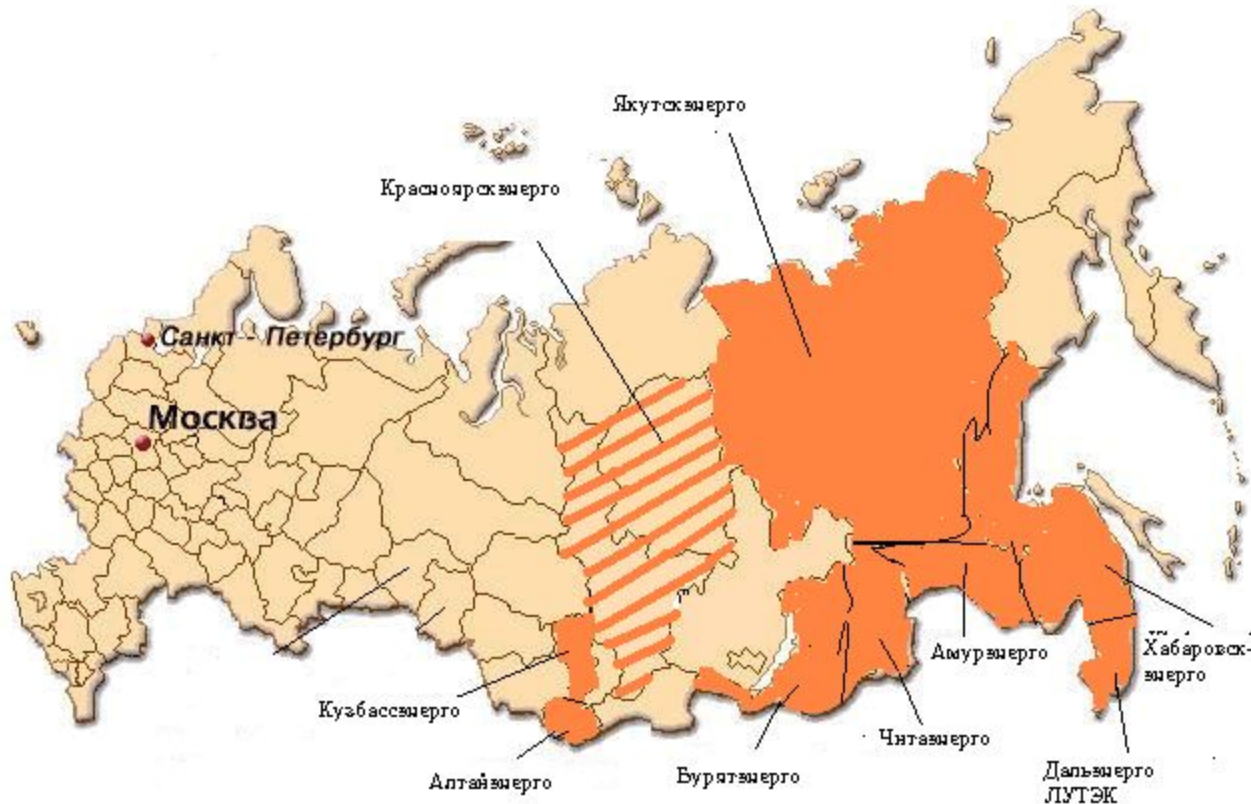 Якутскэнерго
Красноярскэнерго
Санкт - Петербург
Москва
Амурэнерго
Хабаровск-
энерго
Кузбассэнерго
Читаэнерго
Алтайэнерго
Бурятэнерго
Дальэнерго
ЛУТЭК